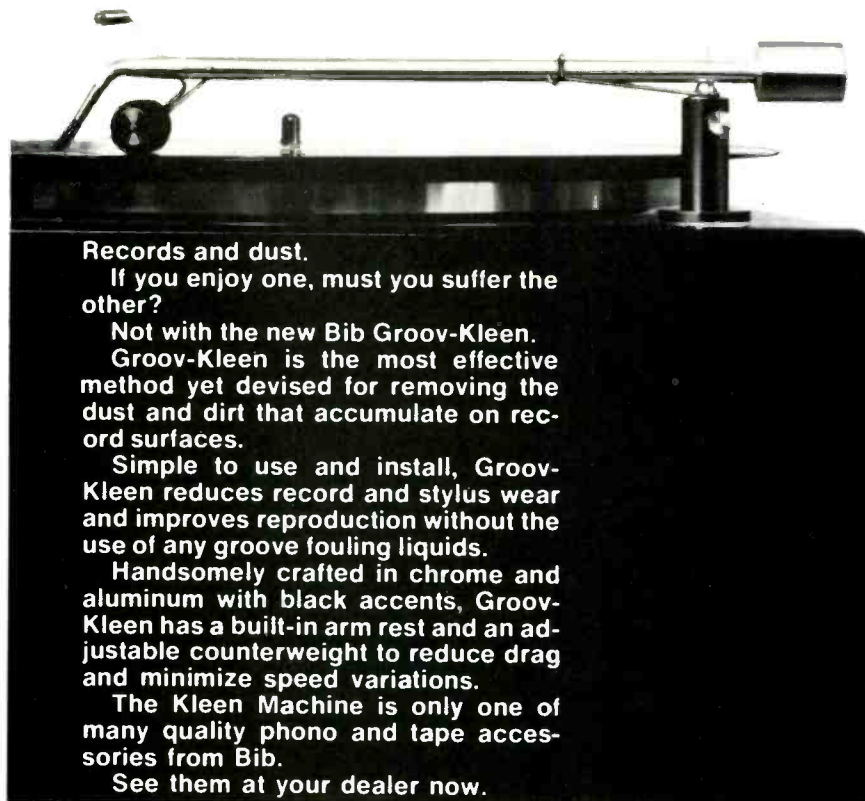 Records and dust.
If you enjoy one, must you suffer the
other?
Not with the new Bib Groov-Kleen.
Groov-Kleen is the most effective
method yet devised for removing the
dust and dirt that accumulate on rec-
ord surfaces.
Simple to use and install, Groov-
Kleen reduces record and stylus wear
and improves reproduction without the
use of any groove fouling liquids.
Handsomely crafted in chrome and
aluminum with black accents, Groov-
Kleen has a built-in arm rest and an ad-
justable counterweight to reduce drag
and minimize speed variations.
The Kleen Machine is only one of
many quality phono and tape acces-
sories from Bib.
See them at your dealer now.